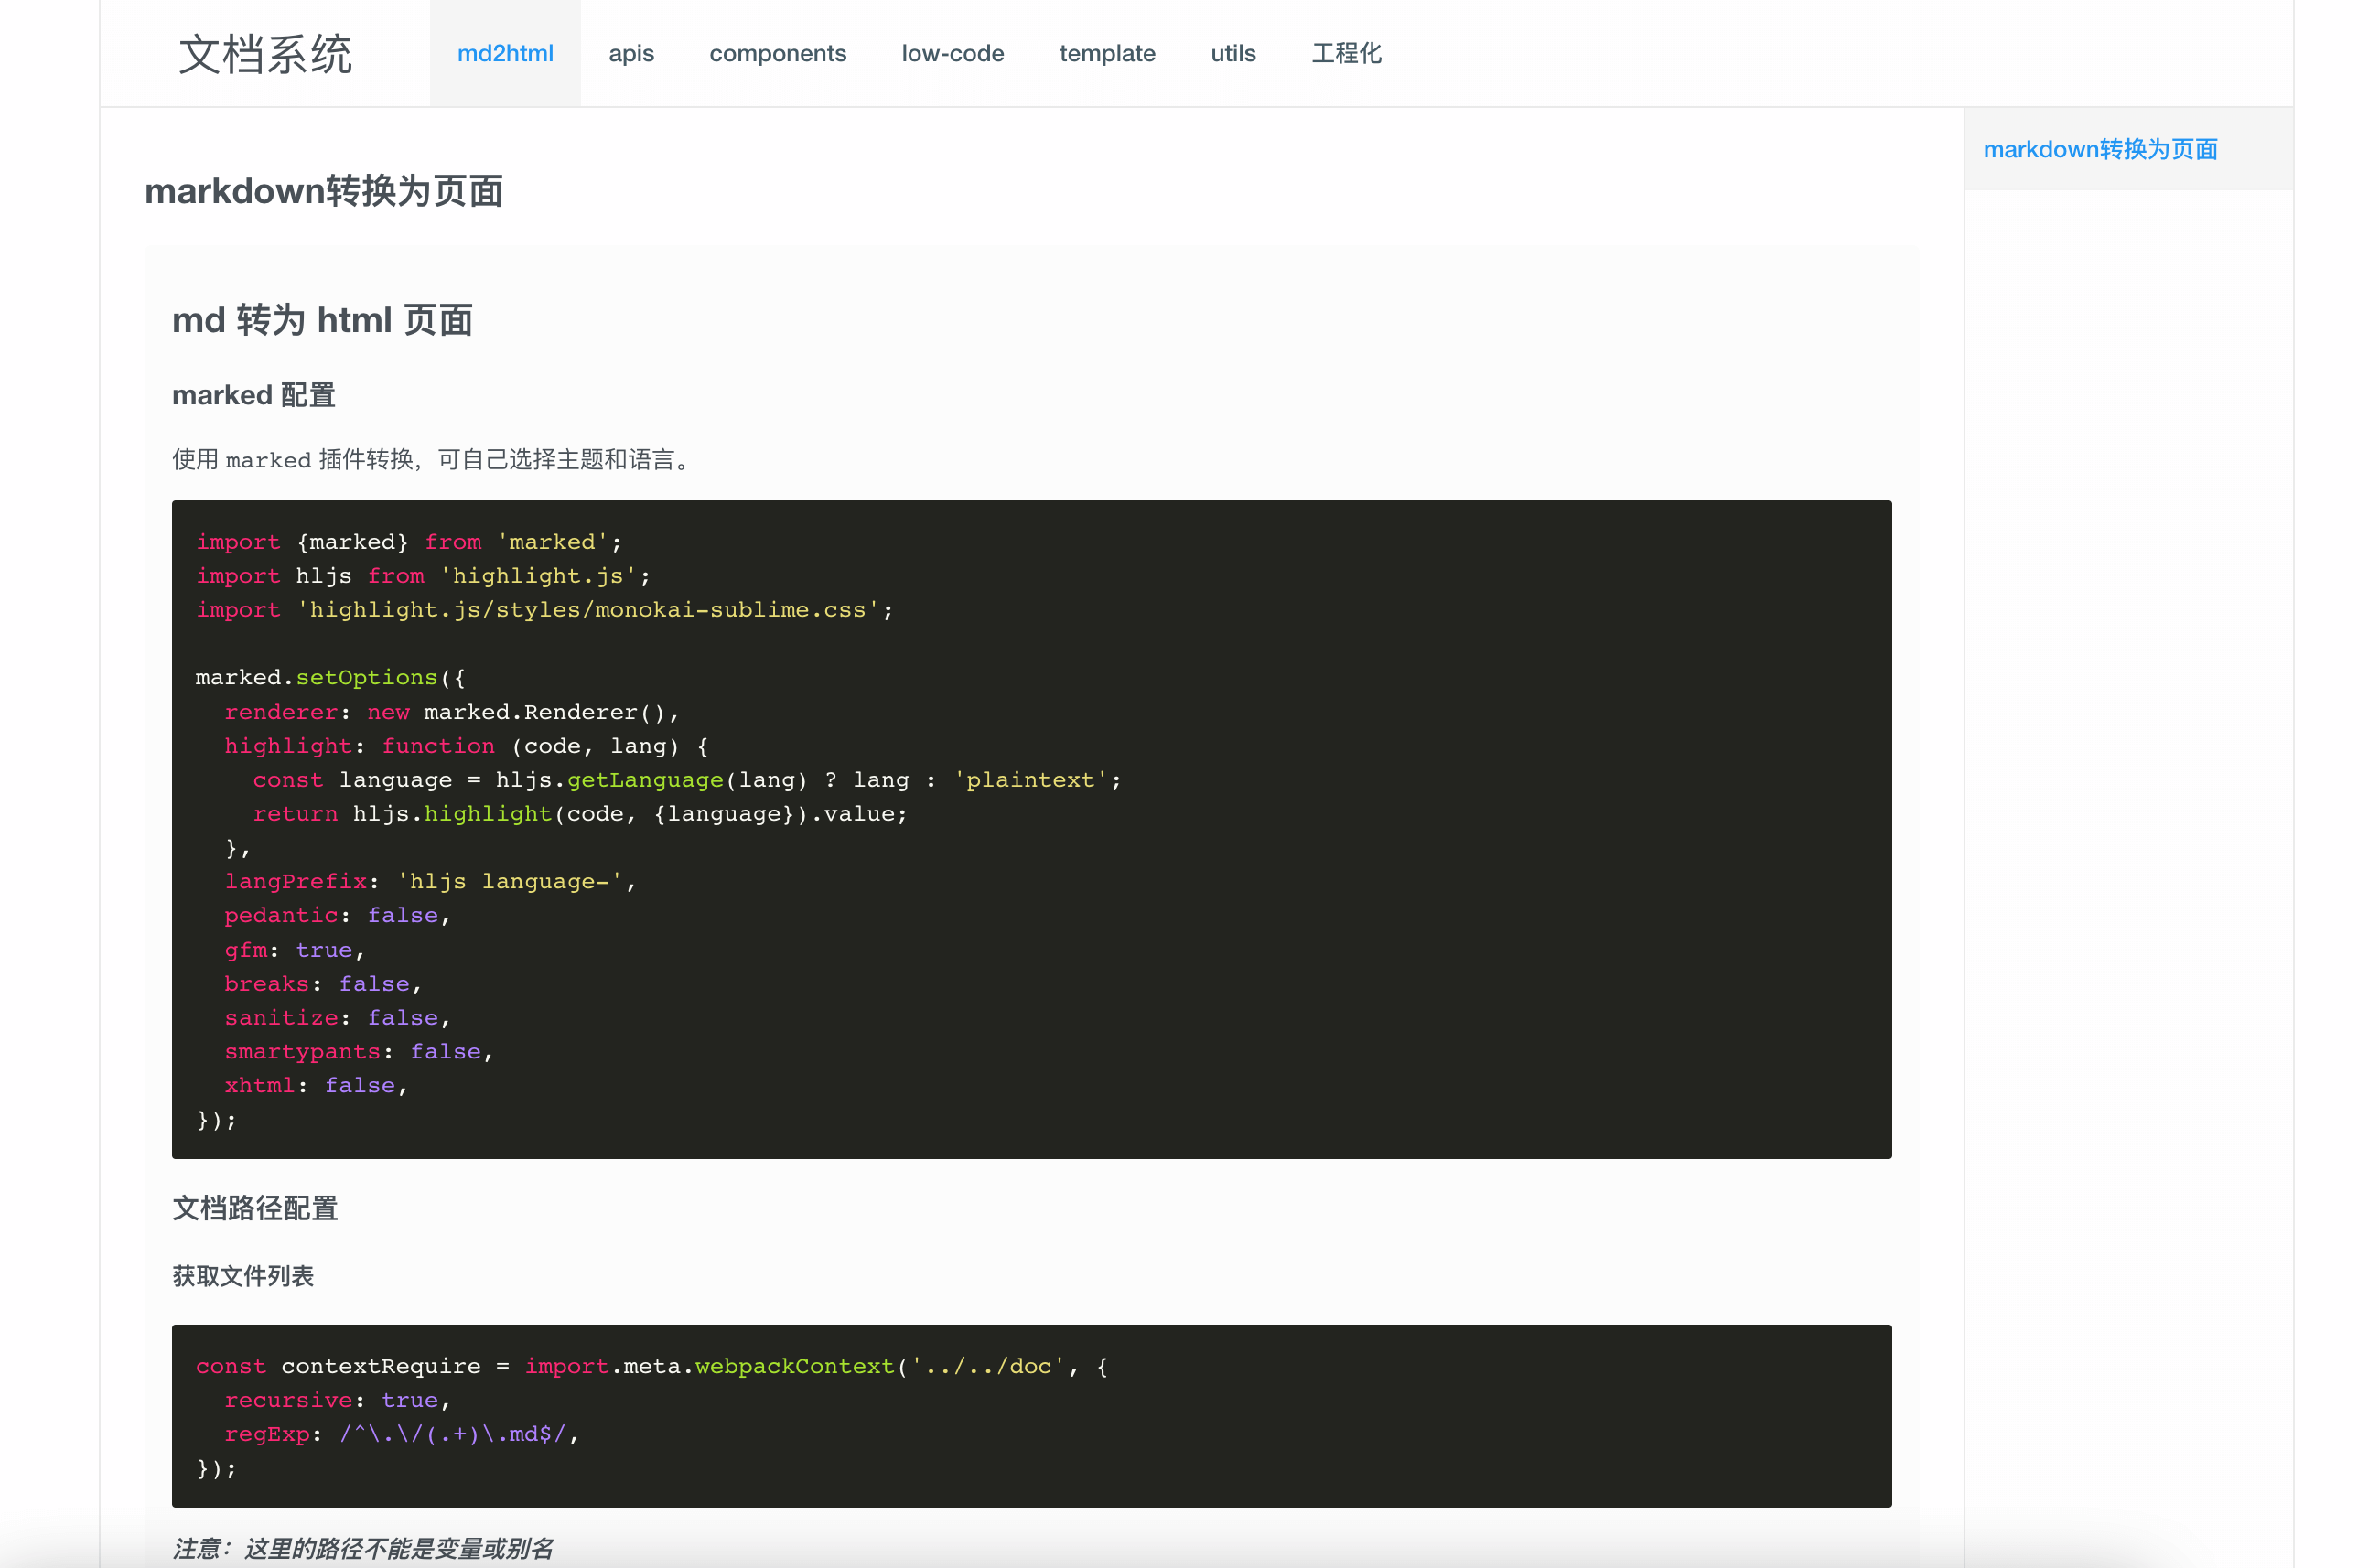 文档系统 md2html apis components low-code template utils 工程化
markdown转换为页面
markdown转换为页面
md 转为 html 页面
marked 配置
使用 marked 插件转换，可自己选择主题和语言。
import {marked} from 'marked';
import hljs from 'highlight.js';
import 'highlight.js/styles/monokai-sublime.css';
marked.setOptions({
  renderer: new marked.Renderer(),
  highlight: function (code, lang) {
    const language = hljs.getLanguage(lang) ? lang : 'plaintext';
    return hljs.highlight(code, {language}).value;
  },
  langPrefix: 'hljs language-',
  pedantic: false,
  gfm: true,
  breaks: false,
  sanitize: false,
  smartypants: false,
  xhtml: false,
});
文档路径配置
获取文件列表
const contextRequire = import.meta.webpackContext('../../doc', {
  recursive: true,
  regExp: /^\.\/(.+)\.md$/,
});
注意：这里的路径不能是变量或别名